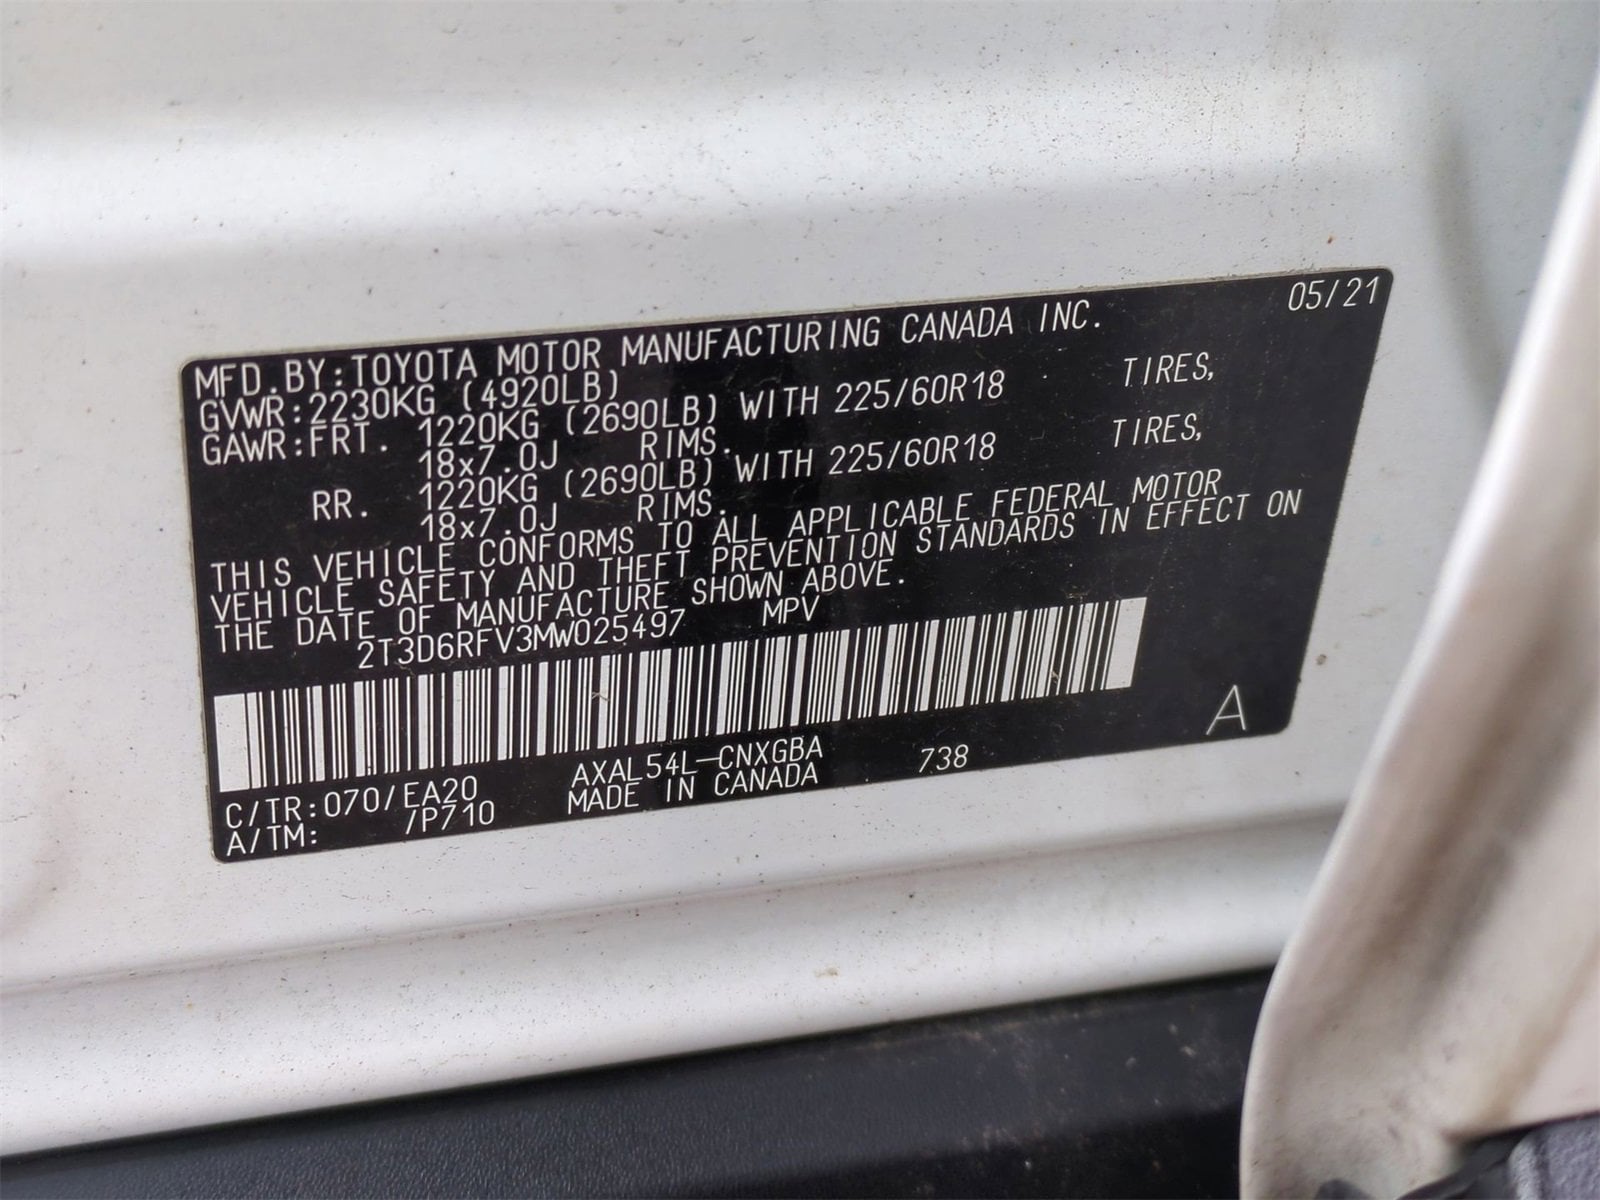 05/21
MFD.BY:TOYOTA MOTOR MANUFACTURING CANADA INC.
GVWR:2230KG (4920LB)
GAWR:FRT. 1220KG (2690LB) WITH 225/60R18 TIRES,
18x7.0J RIMS.
RR. 1220KG (2690LB) WITH 225/60R18 TIRES,
18x7.0J RIMS.
THIS VEHICLE CONFORMS TO ALL APPLICABLE FEDERAL MOTOR
VEHICLE SAFETY AND THEFT PREVENTION STANDARDS IN EFFECT ON
THE DATE OF MANUFACTURE SHOWN ABOVE.
2T3D6RFV3MW025497 MPV
C/TR:070/EA20 AXAL54L-CNXGBA 738 A
A/TM: /P710 MADE IN CANADA